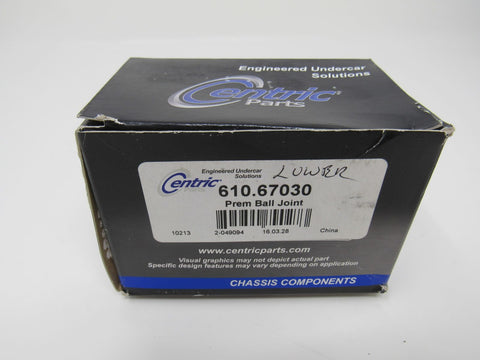 Engineered Undercar
Solutions
Centric
Parts
Engineered Undercar
Solutions
LOWER
Centric
610.67030
Prem Ball Joint
10213 2-049094 16.03.28 China
www.centricparts.com
Visual graphics may not depict actual part
Specific design features may vary depending on application
CHASSIS COMPONENTS